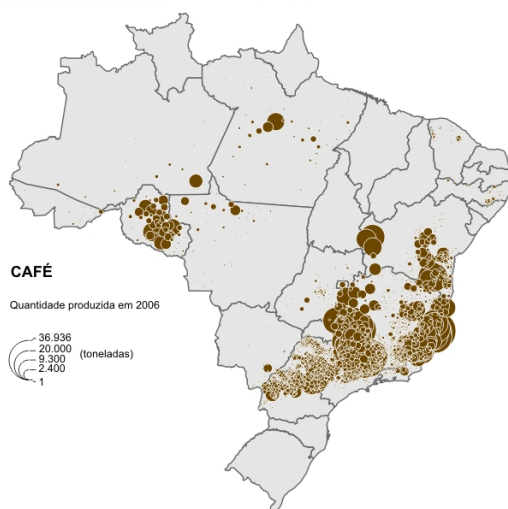 CAFÉ
Quantidade produzida em 2006
36.936
20.000
9.300 (toneladas)
2.400
1